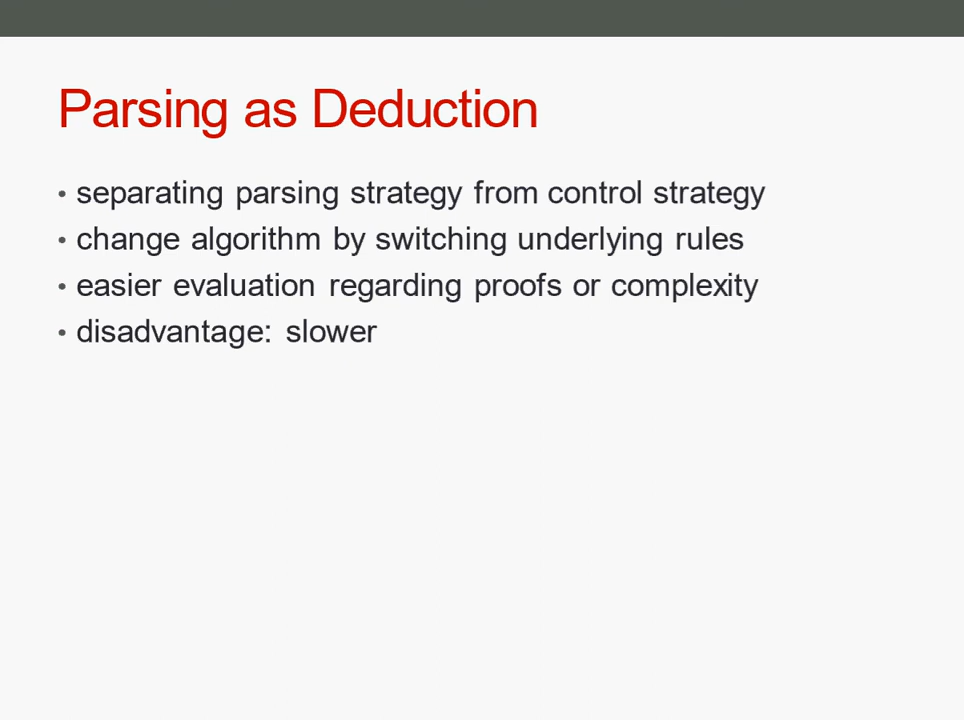 Parsing as Deduction
• separating parsing strategy from control strategy
• change algorithm by switching underlying rules
• easier evaluation regarding proofs or complexity
• disadvantage: slower